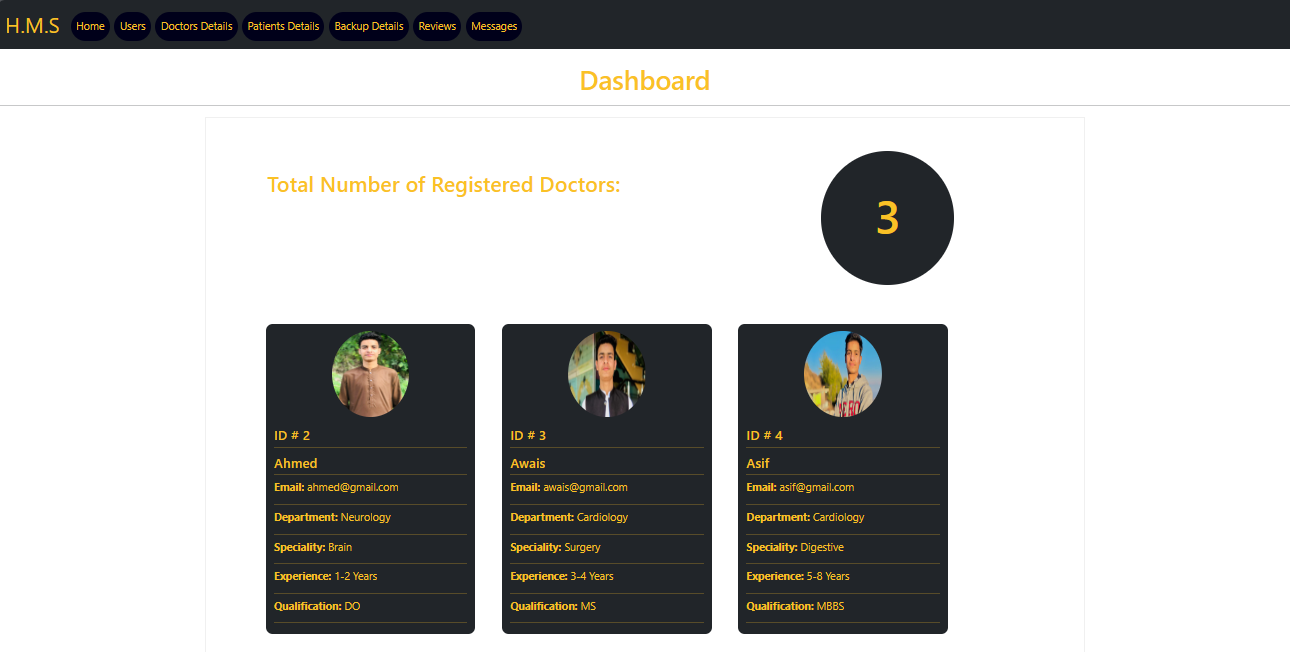 H.M.S Home Users Doctors Details Patients Details Backup Details Reviews Messages
Dashboard
Total Number of Registered Doctors:
3
ID # 2
Ahmed
Email: ahmed@gmail.com
Department: Neurology
Speciality: Brain
Experience: 1-2 Years
Qualification: DO
ID # 3
Awais
Email: awais@gmail.com
Department: Cardiology
Speciality: Surgery
Experience: 3-4 Years
Qualification: MS
ID # 4
Asif
Email: asif@gmail.com
Department: Cardiology
Speciality: Digestive
Experience: 5-8 Years
Qualification: MBBS